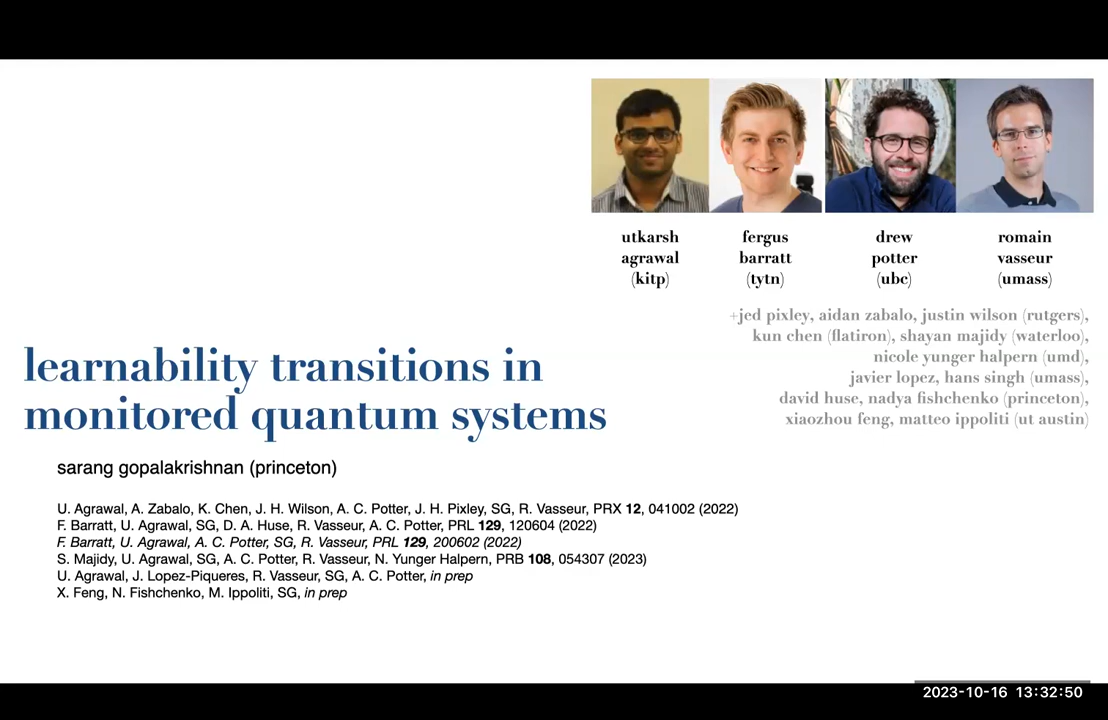 utkarsh agrawal (kitp)
fergus barratt (tytn)
drew potter (ubc)
romain vasseur (umass)
+jed pixley, aidan zabalo, justin wilson (rutgers),
kun chen (flatiron), shayan majidy (waterloo),
nicole yunger halpern (umd),
javier lopez, hans singh (umass),
david huse, nadya fishchenko (princeton),
xiaozhou feng, matteo ippoliti (ut austin)
learnability transitions in
monitored quantum systems
sarang gopalakrishnan (princeton)
U. Agrawal, A. Zabalo, K. Chen, J. H. Wilson, A. C. Potter, J. H. Pixley, SG, R. Vasseur, PRX 12, 041002 (2022)
F. Barratt, U. Agrawal, SG, D. A. Huse, R. Vasseur, A. C. Potter, PRL 129, 120604 (2022)
F. Barratt, U. Agrawal, A. C. Potter, SG, R. Vasseur, PRL 129, 200602 (2022)
S. Majidy, U. Agrawal, SG, A. C. Potter, R. Vasseur, N. Yunger Halpern, PRB 108, 054307 (2023)
U. Agrawal, J. Lopez-Piqueres, R. Vasseur, SG, A. C. Potter, in prep
X. Feng, N. Fishchenko, M. Ippoliti, SG, in prep
2023-10-16 13:32:50